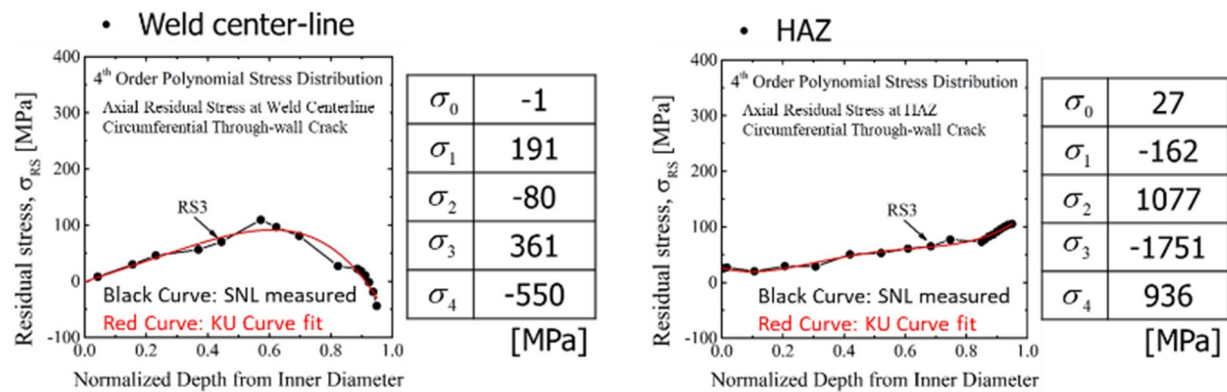 • Weld center-line
400
300
200
100
0
-100
0.0 0.2 0.4 0.6 0.8 1.0
Residual stress, σRS [MPa]
Normalized Depth from Inner Diameter
4th Order Polynomial Stress Distribution
Axial Residual Stress at Weld Centerline
Circumferential Through-wall Crack
RS3
Black Curve: SNL measured
Red Curve: KU Curve fit
σ0 -1
σ1 191
σ2 -80
σ3 361
σ4 -550
[MPa]
• HAZ
400
300
200
100
0
-100
0.0 0.2 0.4 0.6 0.8 1.0
Residual stress, σRS [MPa]
Normalized Depth from Inner Diameter
4th Order Polynomial Stress Distribution
Axial Residual Stress at HAZ
Circumferential Through-wall Crack
RS3
Black Curve: SNL measured
Red Curve: KU Curve fit
σ0 27
σ1 -162
σ2 1077
σ3 -1751
σ4 936
[MPa]